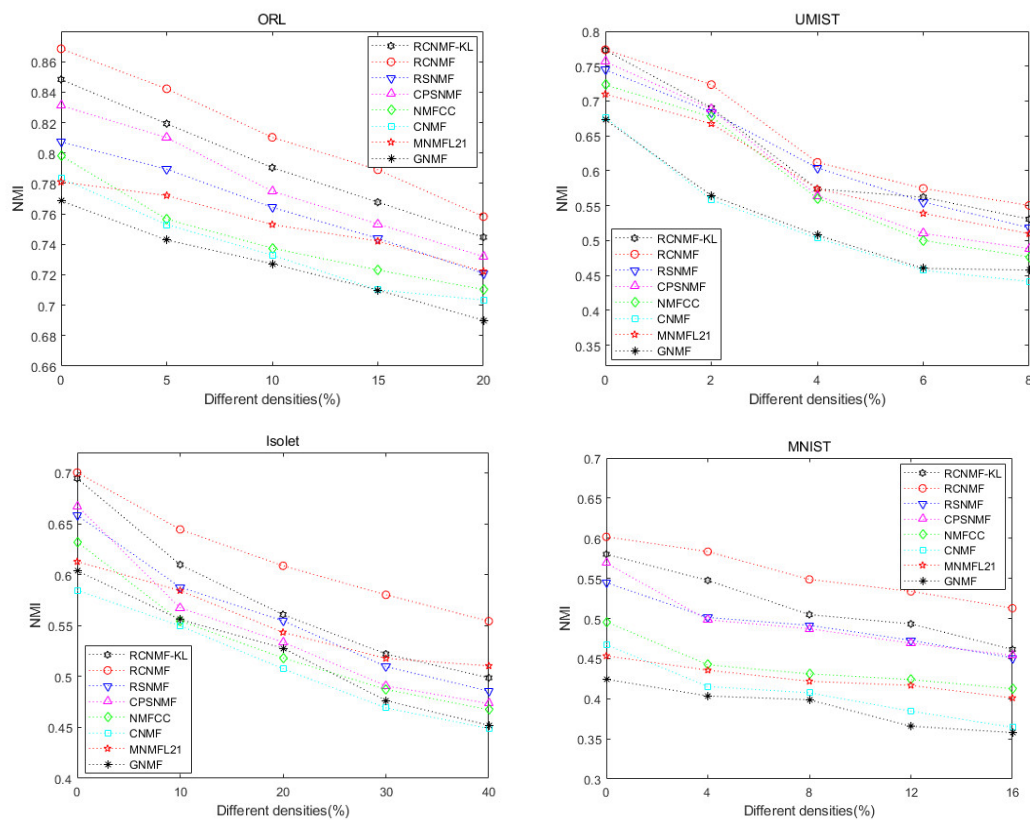 ORL
NMI
0.86
0.84
0.82
0.8
0.78
0.76
0.74
0.72
0.7
0.68
0.66
0
5
10
15
20
Different densities(%)
RCNMF-KL
RCNMF
RSNMF
CPSNMF
NMFCC
CNMF
MNMFL21
GNMF
UMIST
NMI
0.8
0.75
0.7
0.65
0.6
0.55
0.5
0.45
0.4
0.35
0
2
4
6
8
Different densities(%)
RCNMF-KL
RCNMF
RSNMF
CPSNMF
NMFCC
CNMF
MNMFL21
GNMF
Isolet
NMI
0.7
0.65
0.6
0.55
0.5
0.45
0.4
0
10
20
30
40
Different densities(%)
RCNMF-KL
RCNMF
RSNMF
CPSNMF
NMFCC
CNMF
MNMFL21
GNMF
MNIST
NMI
0.7
0.65
0.6
0.55
0.5
0.45
0.4
0.35
0.3
0
4
8
12
16
Different densities(%)
RCNMF-KL
RCNMF
RSNMF
CPSNMF
NMFCC
CNMF
MNMFL21
GNMF